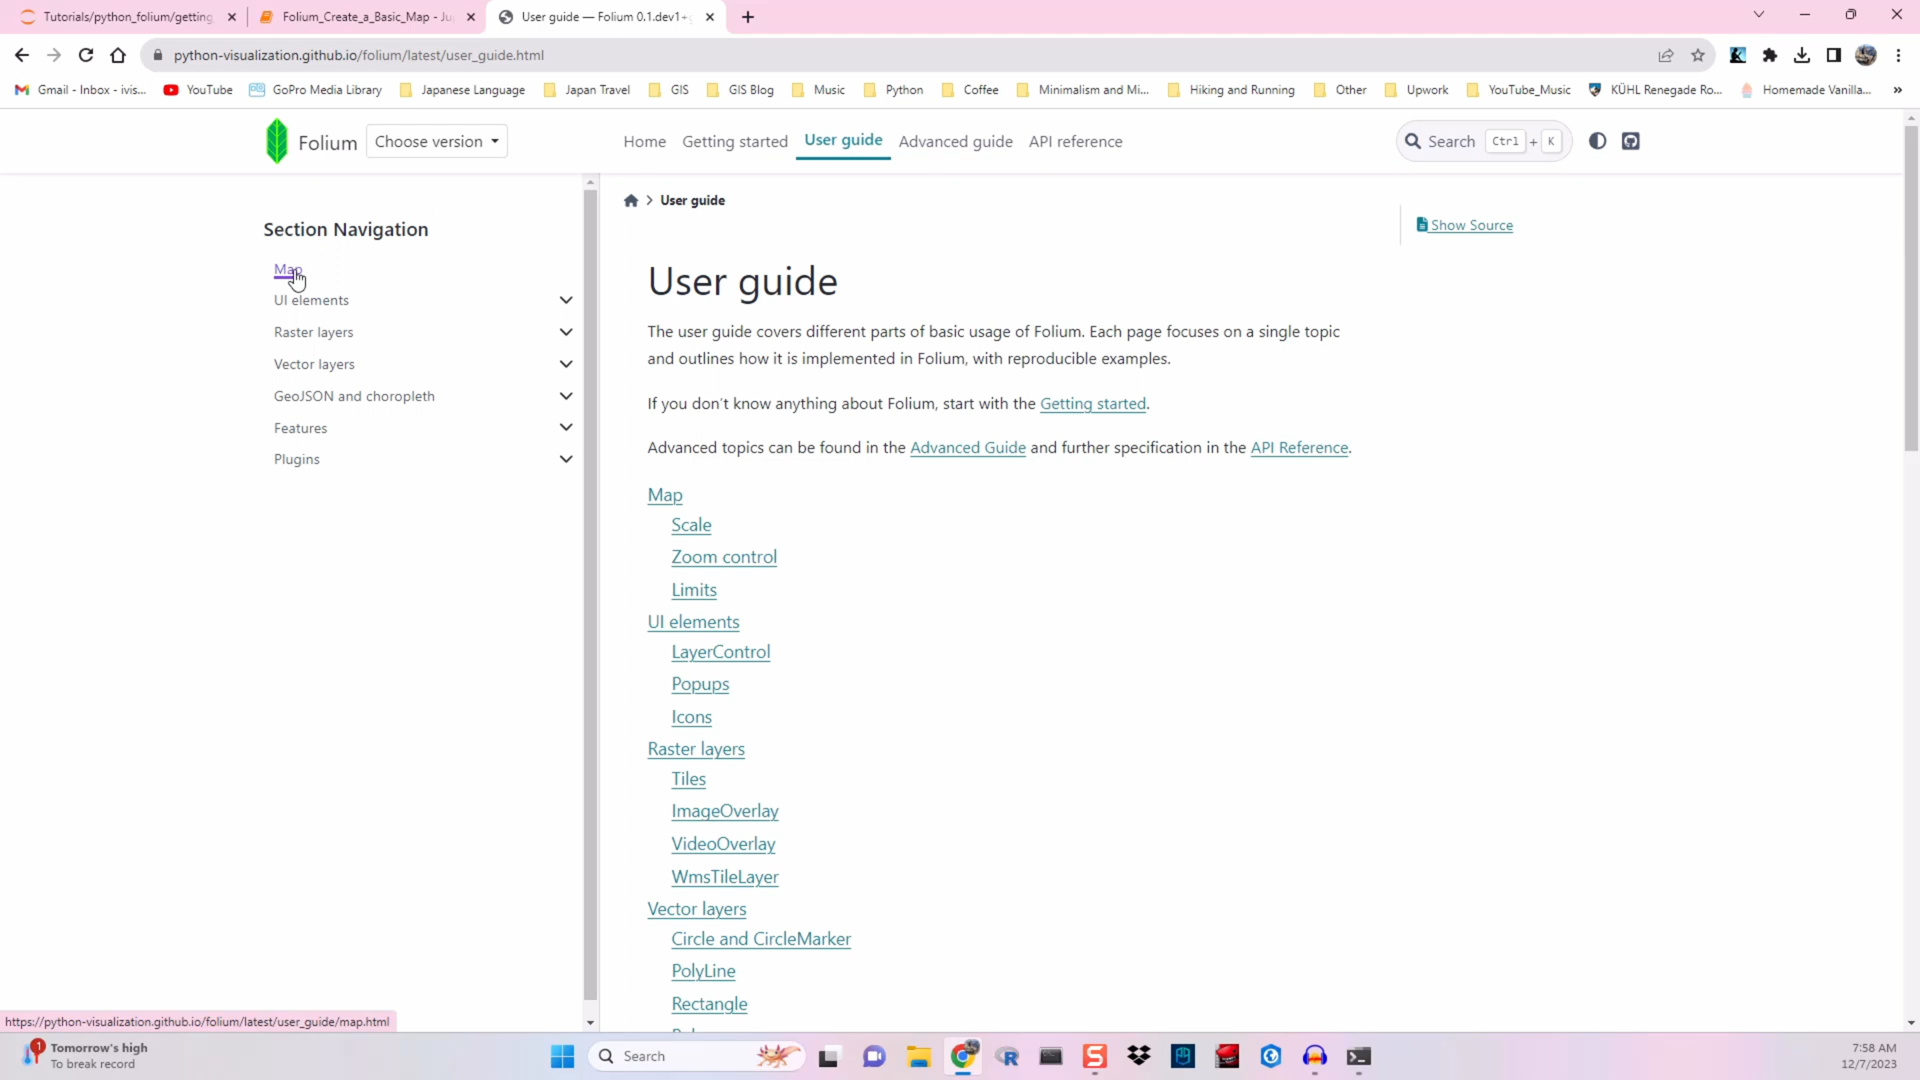 Tutorials/python_folium/getting
Folium_Create_a_Basic_Map - Ju
User guide — Folium 0.1.dev1+
python-visualization.github.io/folium/latest/user_guide.html
Gmail - Inbox - ivis...
YouTube
GoPro Media Library
Japanese Language
Japan Travel
GIS
GIS Blog
Music
Python
Coffee
Minimalism and Mi...
Hiking and Running
Other
Upwork
YouTube_Music
KÜHL Renegade Ro...
Homemade Vanilla...
»
Folium
Choose version
Home
Getting started
User guide
Advanced guide
API reference
Search Ctrl + K
Section Navigation
Map
UI elements
Raster layers
Vector layers
GeoJSON and choropleth
Features
Plugins
User guide
Show Source
User guide
The user guide covers different parts of basic usage of Folium. Each page focuses on a single topic
and outlines how it is implemented in Folium, with reproducible examples.
If you don't know anything about Folium, start with the Getting started.
Advanced topics can be found in the Advanced Guide and further specification in the API Reference.
Map
Scale
Zoom control
Limits
UI elements
LayerControl
Popups
Icons
Raster layers
Tiles
ImageOverlay
VideoOverlay
WmsTileLayer
Vector layers
Circle and CircleMarker
PolyLine
Rectangle
https://python-visualization.github.io/folium/latest/user_guide/map.html
1
Tomorrow's high
To break record
Search
7:58 AM
12/7/2023